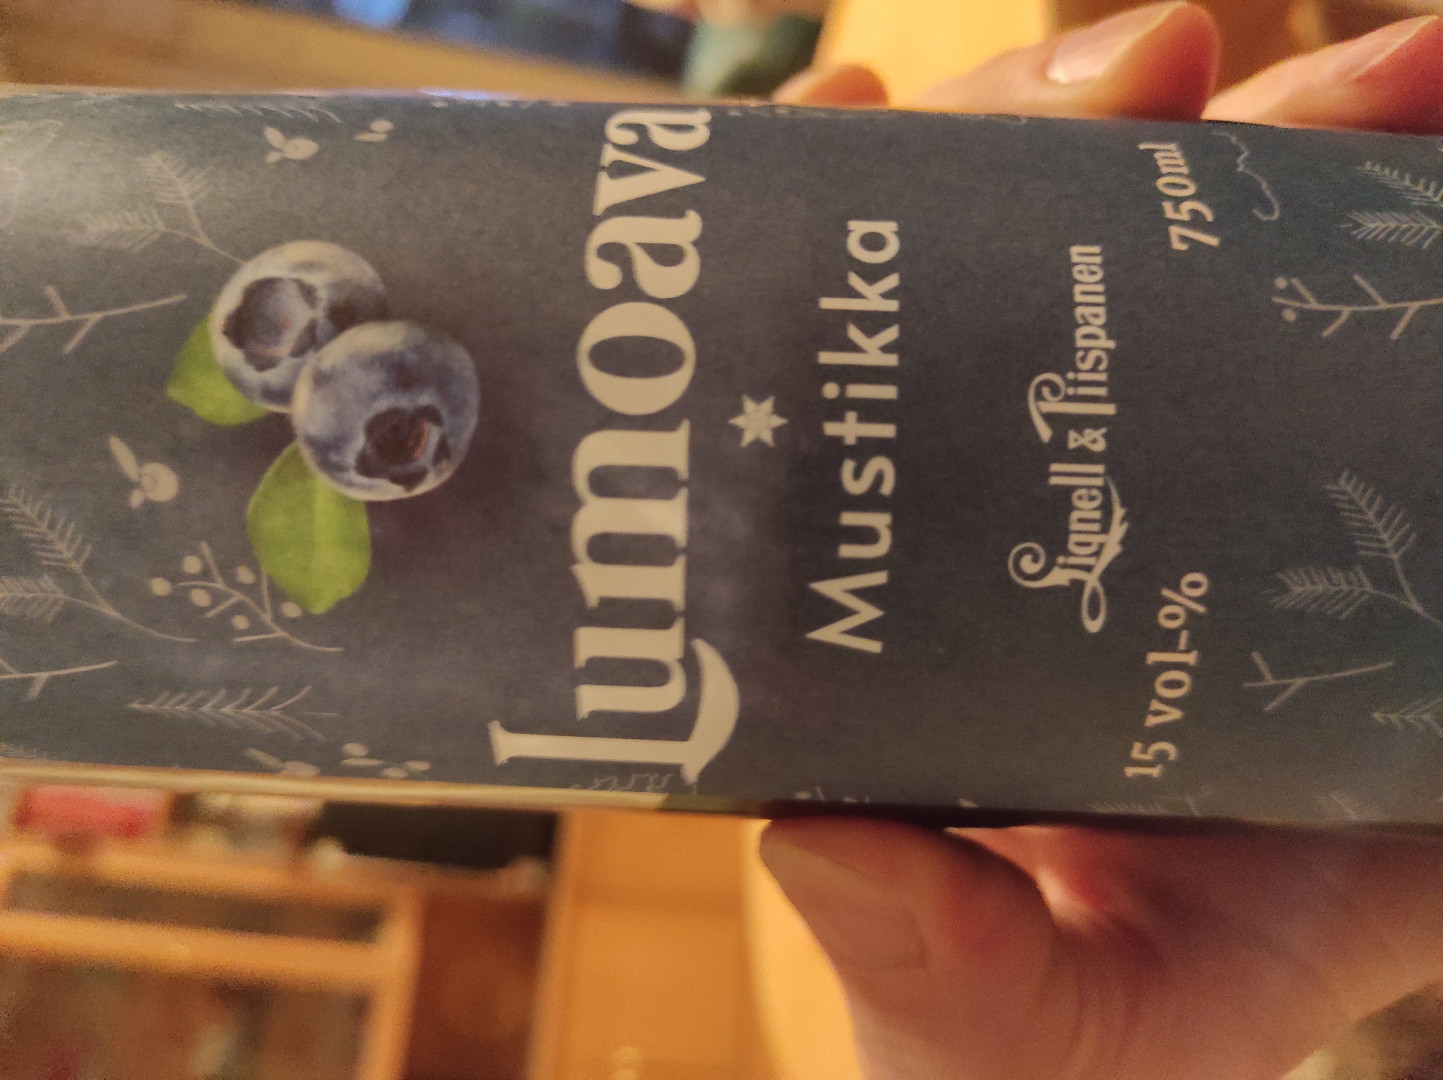 Lumoava
Mustikka
Lignell & Piispanen
15 vol-% 750ml